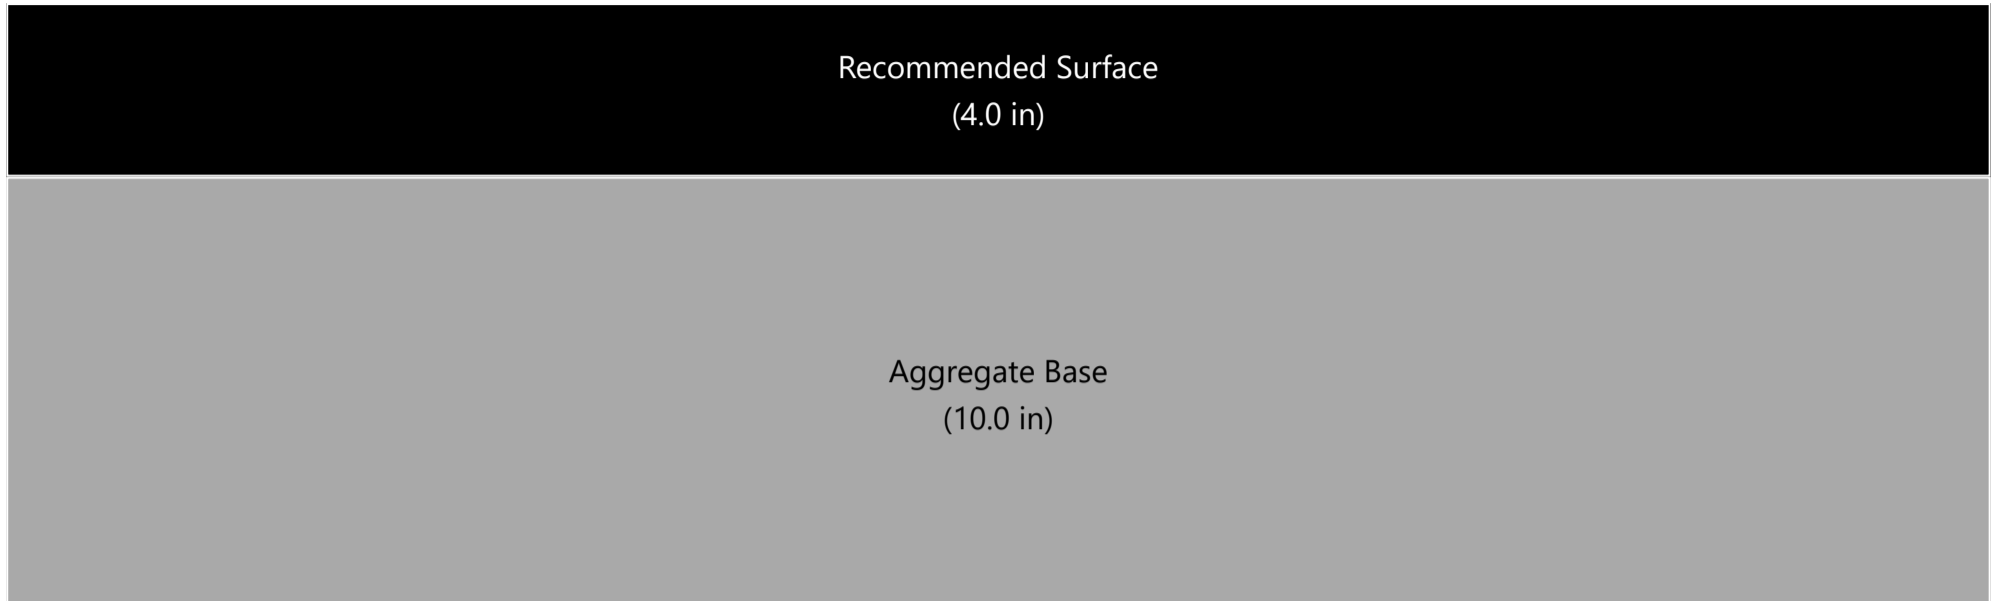 Recommended Surface
(4.0 in)
Aggregate Base
(10.0 in)